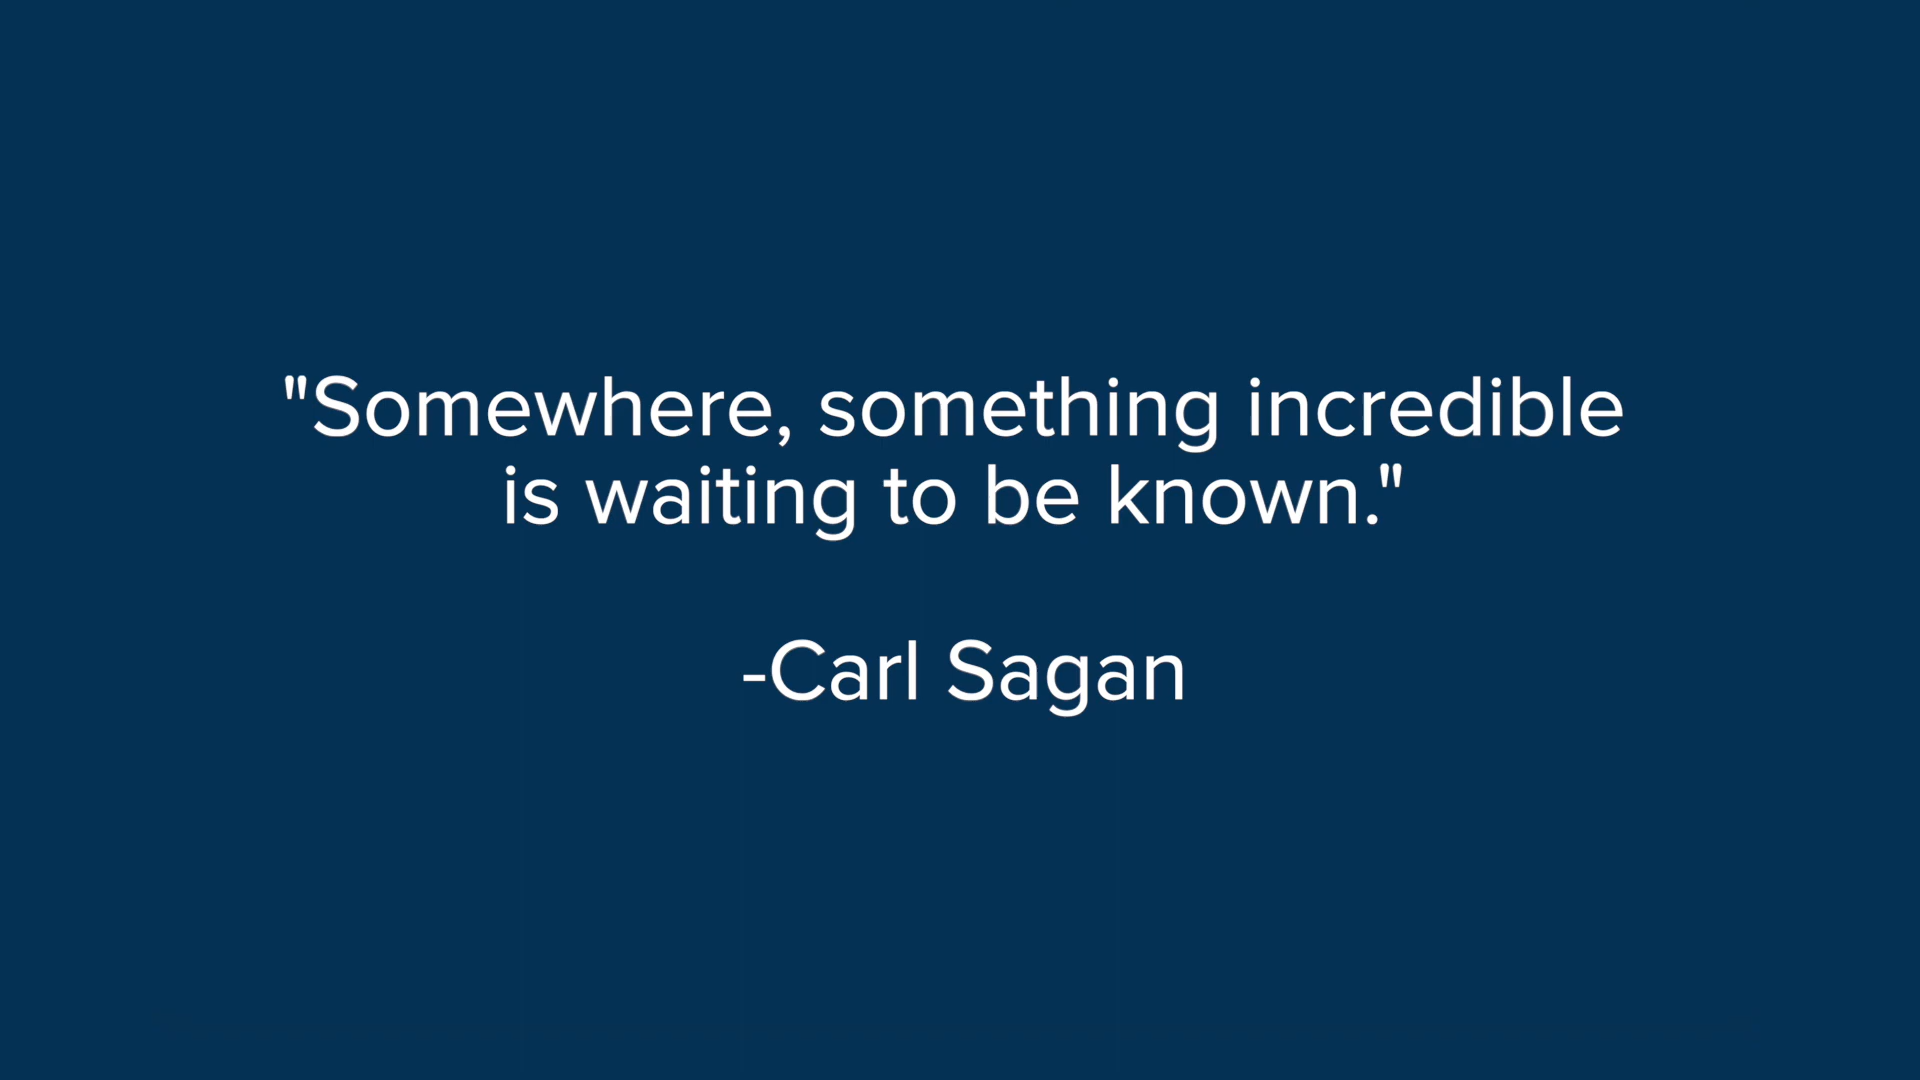 "Somewhere, something incredible
is waiting to be known."
-Carl Sagan